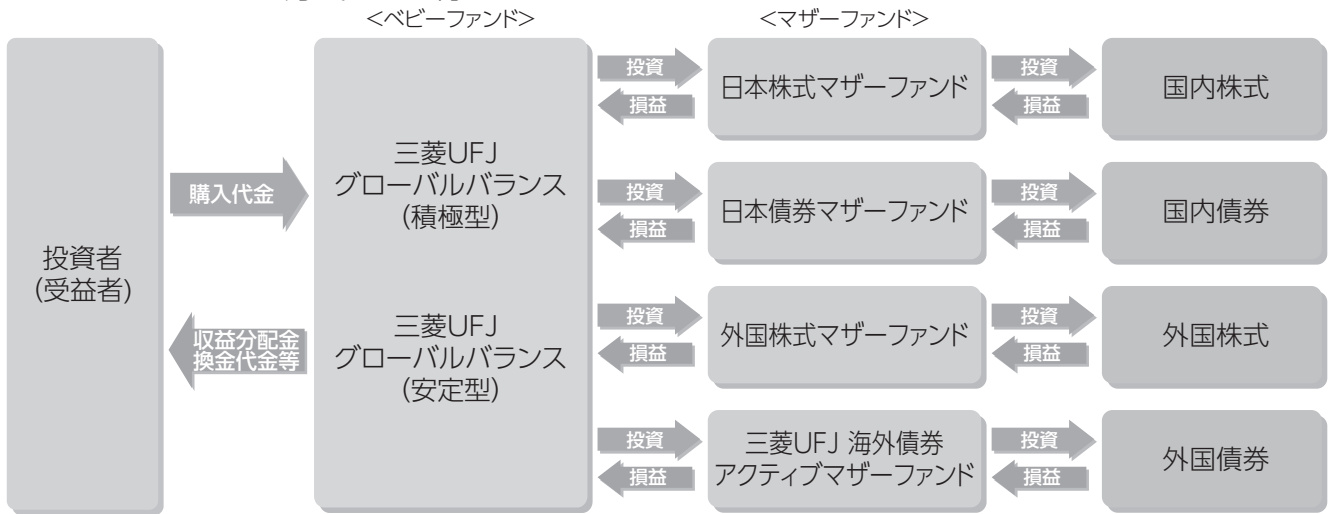 <ベビーファンド>
<マザーファンド>
投資者
(受益者)
購入代金
収益分配金
換金代金等
三菱UFJ
グローバルバランス
(積極型)
三菱UFJ
グローバルバランス
(安定型)
投資
損益
日本株式マザーファンド
投資
損益
国内株式
投資
損益
日本債券マザーファンド
投資
損益
国内債券
投資
損益
外国株式マザーファンド
投資
損益
外国株式
投資
損益
三菱UFJ 海外債券
アクティブマザーファンド
投資
損益
外国債券